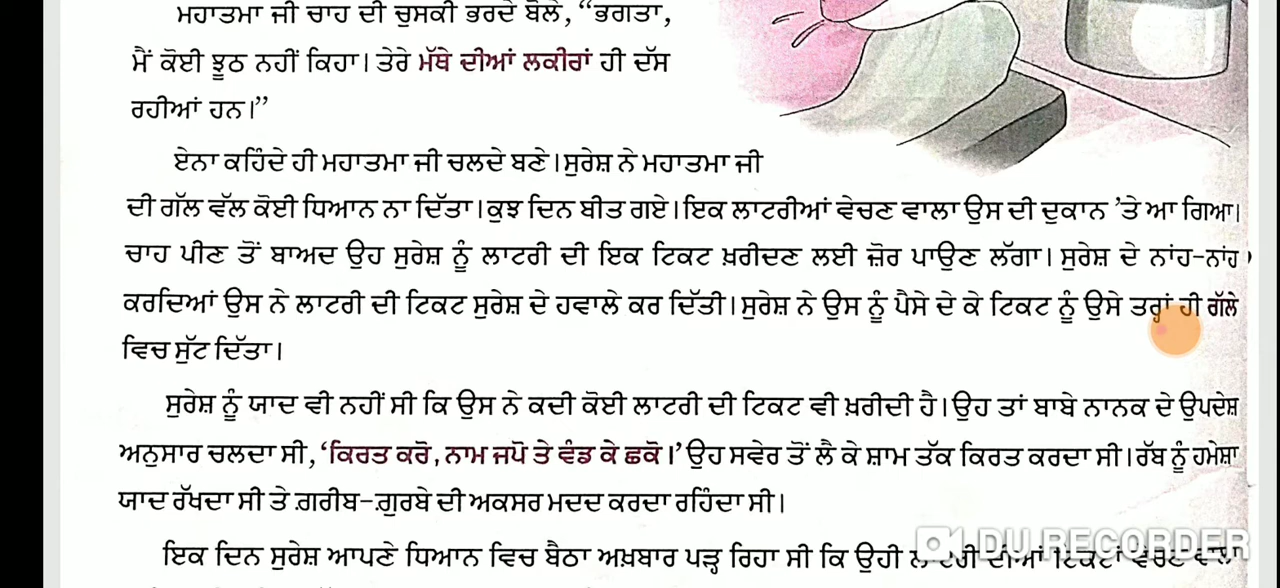 ਮਹਾਤਮਾ ਜੀ ਚਾਹ ਦੀ ਚੁਸਕੀ ਭਰਦੇ ਬੋਲੇ, “ਭਗਤਾ,
ਮੈਂ ਕੋਈ ਝੂਠ ਨਹੀਂ ਕਿਹਾ। ਤੇਰੇ ਮੱਥੇ ਦੀਆਂ ਲਕੀਰਾਂ ਹੀ ਦੱਸ
ਰਹੀਆਂ ਹਨ।”
ਏਨਾ ਕਹਿੰਦੇ ਹੀ ਮਹਾਤਮਾ ਜੀ ਚਲਦੇ ਬਣੇ। ਸੁਰੇਸ਼ ਨੇ ਮਹਾਤਮਾ ਜੀ
ਦੀ ਗੱਲ ਵੱਲ ਕੋਈ ਧਿਆਨ ਨਾ ਦਿੱਤਾ। ਕੁਝ ਦਿਨ ਬੀਤ ਗਏ। ਇਕ ਲਾਟਰੀਆਂ ਵੇਚਣ ਵਾਲਾ ਉਸ ਦੀ ਦੁਕਾਨ ’ਤੇ ਆ ਗਿਆ।
ਚਾਹ ਪੀਣ ਤੋਂ ਬਾਅਦ ਉਹ ਸੁਰੇਸ਼ ਨੂੰ ਲਾਟਰੀ ਦੀ ਇਕ ਟਿਕਟ ਖ਼ਰੀਦਣ ਲਈ ਜ਼ੋਰ ਪਾਉਣ ਲੱਗਾ। ਸੁਰੇਸ਼ ਦੇ ਨਾਂਹ-ਨਾਂਹ
ਕਰਦਿਆਂ ਉਸ ਨੇ ਲਾਟਰੀ ਦੀ ਟਿਕਟ ਸੁਰੇਸ਼ ਦੇ ਹਵਾਲੇ ਕਰ ਦਿੱਤੀ। ਸੁਰੇਸ਼ ਨੇ ਉਸ ਨੂੰ ਪੈਸੇ ਦੇ ਕੇ ਟਿਕਟ ਨੂੰ ਉਸੇ ਤਰ੍ਹਾਂ ਹੀ ਗੱਲੇ
ਵਿਚ ਸੁੱਟ ਦਿੱਤਾ।
ਸੁਰੇਸ਼ ਨੂੰ ਯਾਦ ਵੀ ਨਹੀਂ ਸੀ ਕਿ ਉਸ ਨੇ ਕਦੀ ਕੋਈ ਲਾਟਰੀ ਦੀ ਟਿਕਟ ਵੀ ਖ਼ਰੀਦੀ ਹੈ। ਉਹ ਤਾਂ ਬਾਬੇ ਨਾਨਕ ਦੇ ਉਪਦੇਸ਼
ਅਨੁਸਾਰ ਚਲਦਾ ਸੀ, ‘ਕਿਰਤ ਕਰੋ, ਨਾਮ ਜਪੋ ਤੇ ਵੰਡ ਕੇ ਛਕੋ।’ ਉਹ ਸਵੇਰ ਤੋਂ ਲੈ ਕੇ ਸ਼ਾਮ ਤੱਕ ਕਿਰਤ ਕਰਦਾ ਸੀ। ਰੱਬ ਨੂੰ ਹਮੇਸ਼ਾ
ਯਾਦ ਰੱਖਦਾ ਸੀ ਤੇ ਗ਼ਰੀਬ-ਗ਼ੁਰਬੇ ਦੀ ਅਕਸਰ ਮਦਦ ਕਰਦਾ ਰਹਿੰਦਾ ਸੀ।
ਇਕ ਦਿਨ ਸੁਰੇਸ਼ ਆਪਣੇ ਧਿਆਨ ਵਿਚ ਬੈਠਾ ਅਖ਼ਬਾਰ ਪੜ੍ਹ ਰਿਹਾ ਸੀ ਕਿ ਉਹੀ ਦੀਆਂ ਟਿਕਟਾਂ ਵੇਚਣ ਵਾਲਾ
DU RECORDER